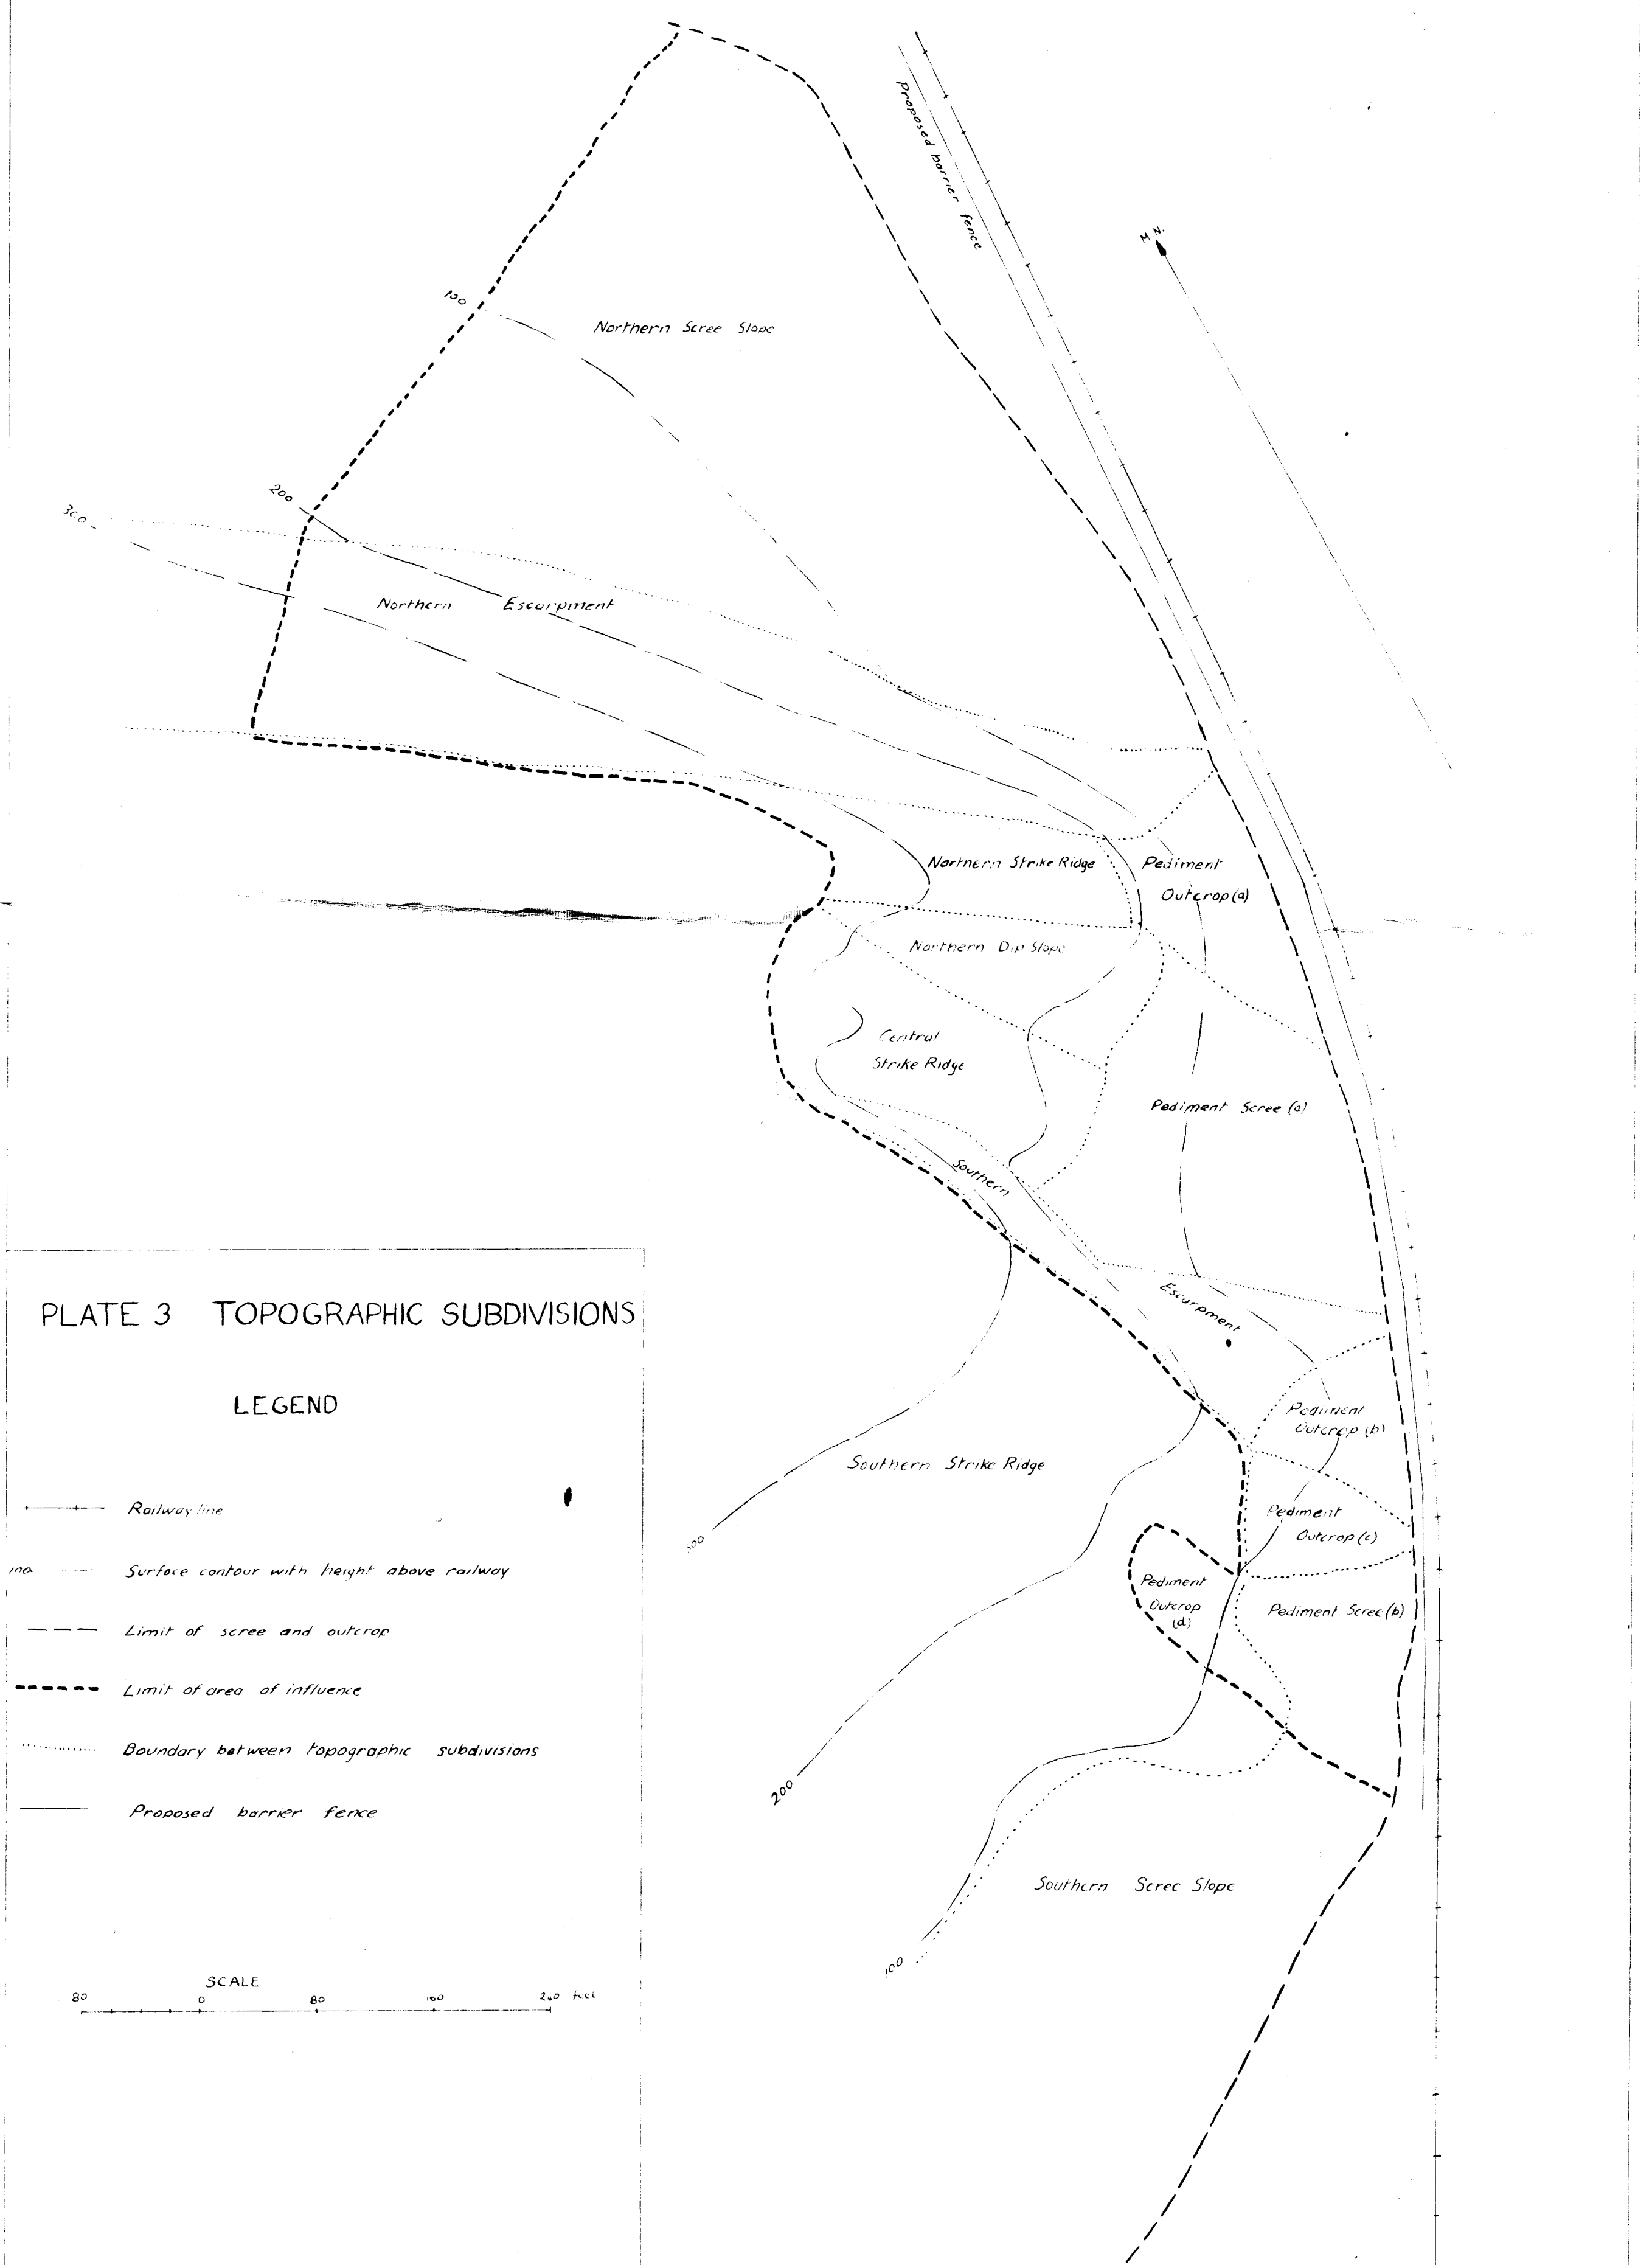 Proposed barrier fence
M.N.
100
Northern Scree Slope
200
300
Northern Escarpment
Northern Strike Ridge
Pediment
Outcrop (a)
Northern Dip Slope
Central
Strike Ridge
Pediment Scree (a)
Southern
Escarpment
PLATE 3 TOPOGRAPHIC SUBDIVISIONS
LEGEND
Pediment
Outcrop (b)
Southern Strike Ridge
Pediment
Outcrop (c)
Pediment
Outcrop
(d)
Pediment Scree (b)
Railway line
100 Surface contour with height above railway
Limit of scree and outcrop
Limit of area of influence
Boundary between topographic subdivisions
200
Proposed barrier fence
Southern Scree Slope
100
SCALE
80 0 80 160 240 feet